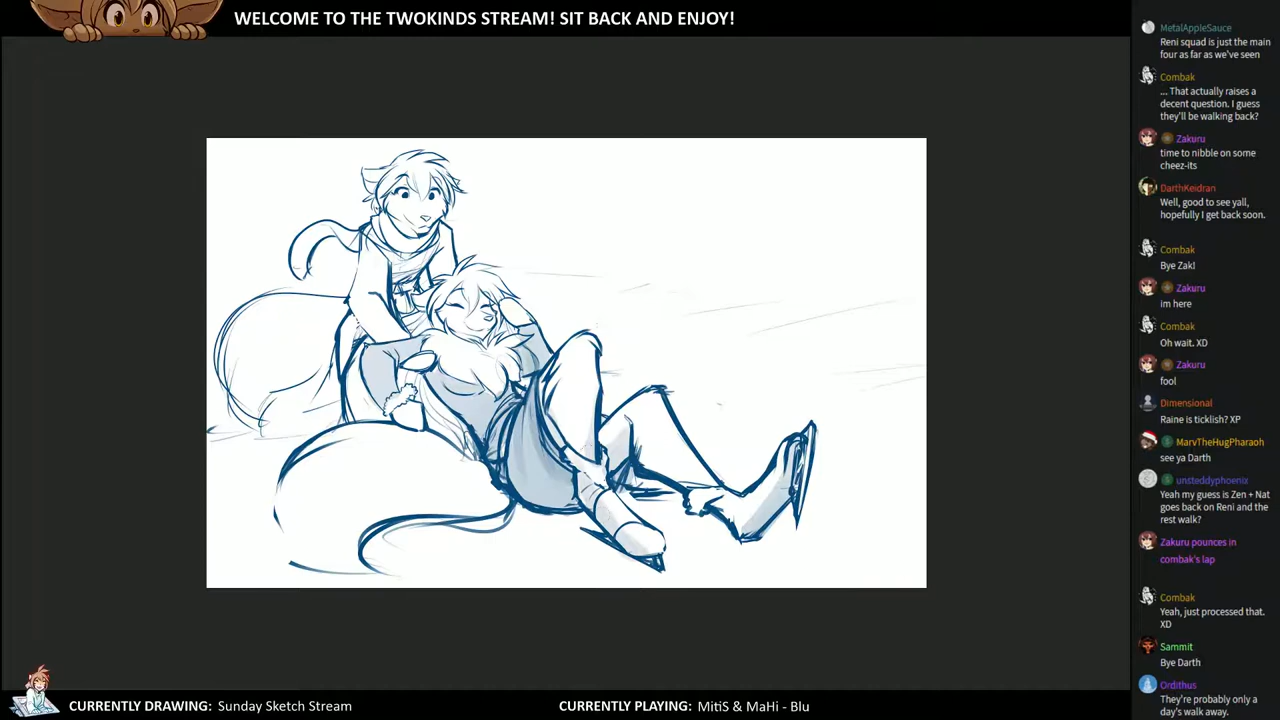 WELCOME TO THE TWOKINDS STREAM! SIT BACK AND ENJOY!
MetalAppleSauce
Reni squad is just the main
four as far as we've seen
Combak
... That actually raises a
decent question. I guess
they'll be walking back?
Zakuru
time to nibble on some
cheez-its
DarthKeidran
Well, good to see yall,
hopefully I get back soon.
Combak
Bye Zak!
Zakuru
im here
Combak
Oh wait. XD
Zakuru
fool
Dimensional
Raine is ticklish? XP
MarvTheHugPharaoh
see ya Darth
unsteddyphoenix
Yeah my guess is Zen + Nat
goes back on Reni and the
rest walk?
Zakuru pounces in
combak's lap
Combak
Yeah, just processed that.
XD
Sammit
Bye Darth
Ordithus
They're probably only a
day's walk away.
CURRENTLY DRAWING: Sunday Sketch Stream
CURRENTLY PLAYING: MitiS & MaHi - Blu